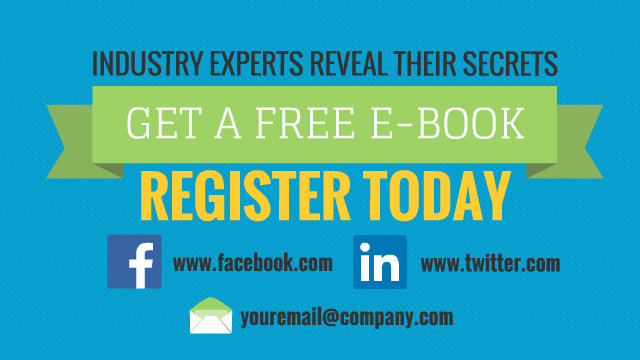 INDUSTRY EXPERTS REVEAL THEIR SECRETS
GET A FREE E-BOOK
REGISTER TODAY
f www.facebook.com in www.twitter.com
youremail@company.com